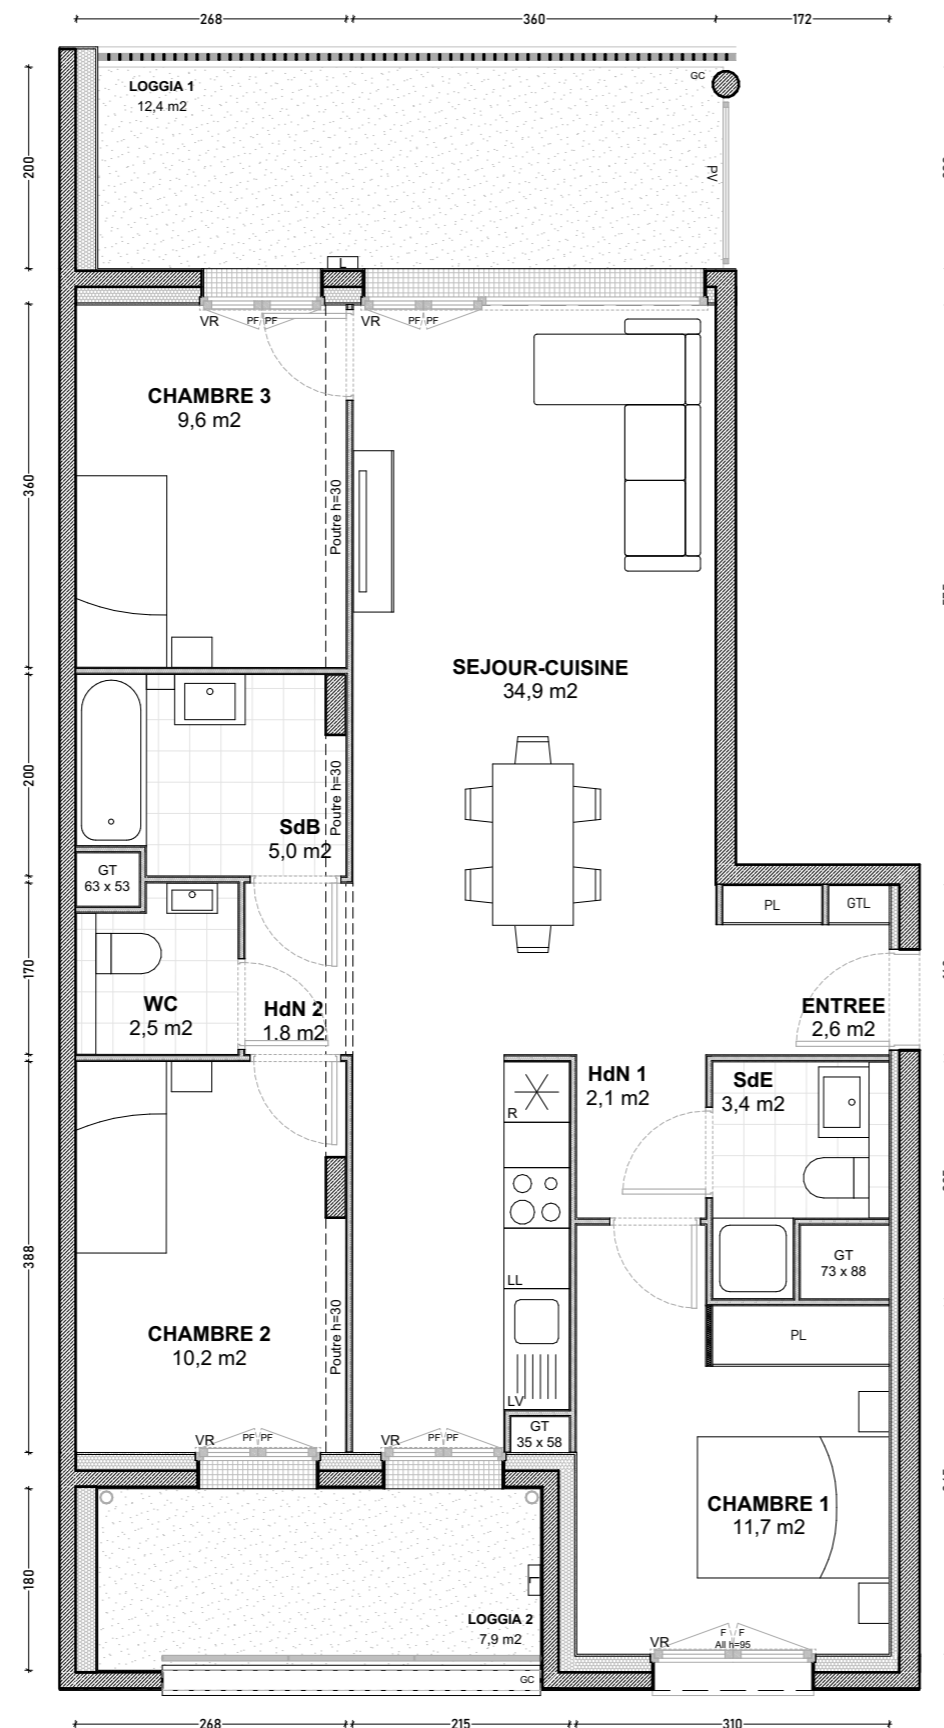 268
360
172
LOGGIA 1
12,4 m2
GC
200
PV
L
VR
PF PF
VR
PF PF
CHAMBRE 3
9,6 m2
360
Poutre h=30
SEJOUR-CUISINE
34,9 m2
200
Poutre h=30
SdB
5,0 m2
GT
63 x 53
PL
GTL
170
WC
2,5 m2
HdN 2
1.8 m2
ENTREE
2,6 m2
HdN 1
2,1 m2
SdE
3,4 m2
R
388
LL
GT
73 x 88
CHAMBRE 2
10,2 m2
Poutre h=30
PL
LV
VR
PF PF
VR
PF PF
GT
35 x 58
CHAMBRE 1
11,7 m2
180
LOGGIA 2
7,9 m2
VR
F F
All h=95
GC
268
215
310